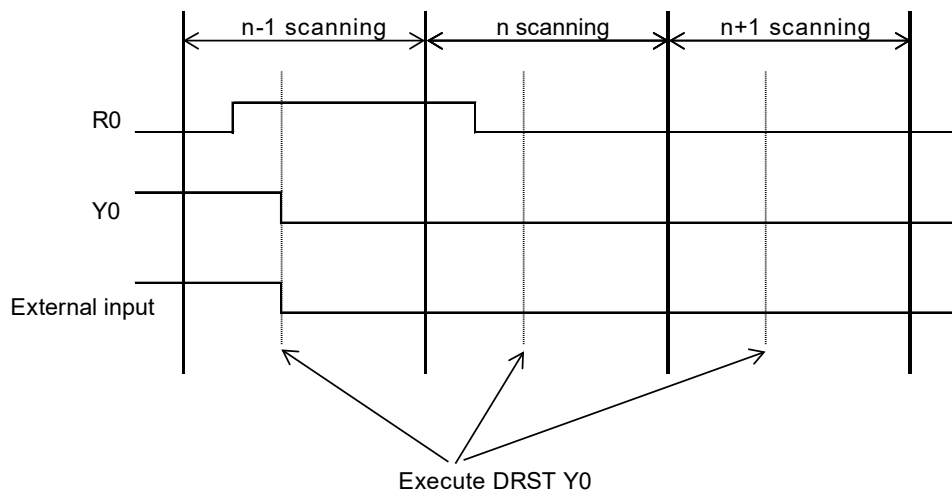 n-1 scanning
n scanning
n+1 scanning
R0
Y0
External input
Execute DRST Y0